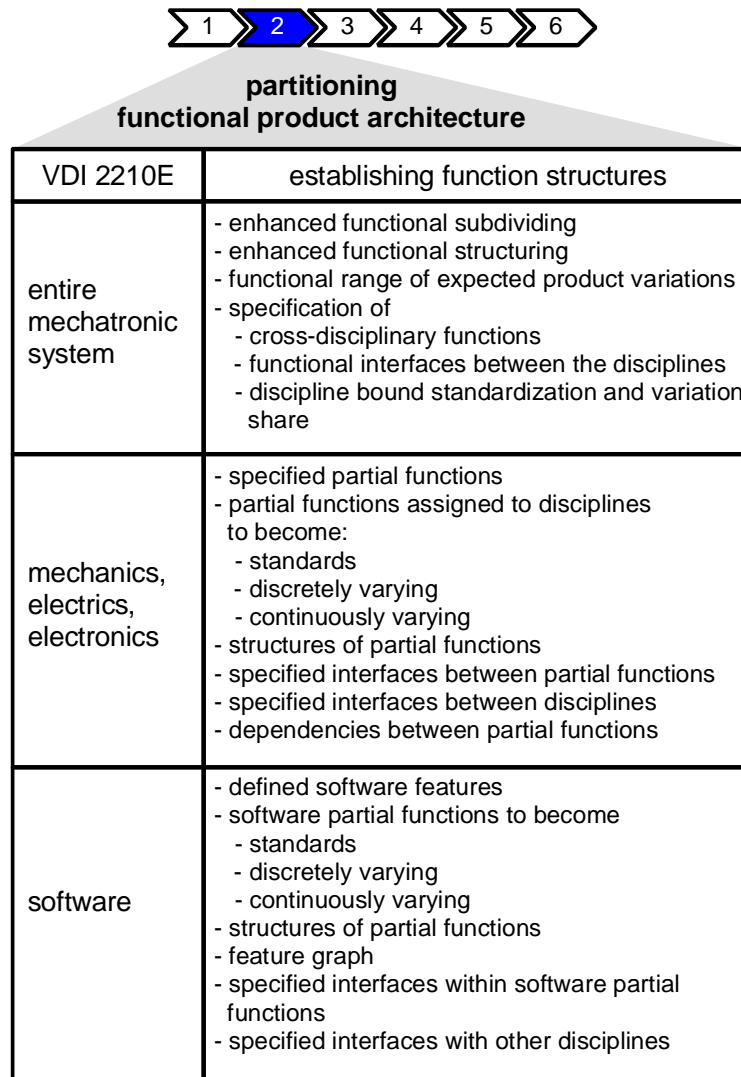 1 2 3 4 5 6
partitioning
functional product architecture
VDI 2210E
establishing function structures
entire
mechatronic
system
- enhanced functional subdividing
- enhanced functional structuring
- functional range of expected product variations
- specification of
- cross-disciplinary functions
- functional interfaces between the disciplines
- discipline bound standardization and variation
share
mechanics,
electrics,
electronics
- specified partial functions
- partial functions assigned to disciplines
to become:
- standards
- discretely varying
- continuously varying
- structures of partial functions
- specified interfaces between partial functions
- specified interfaces between disciplines
- dependencies between partial functions
software
- defined software features
- software partial functions to become
- standards
- discretely varying
- continuously varying
- structures of partial functions
- feature graph
- specified interfaces within software partial
functions
- specified interfaces with other disciplines